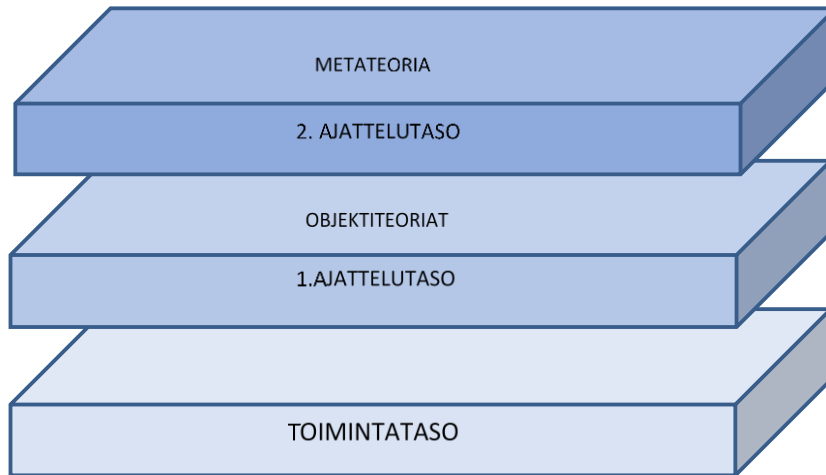 METATEORIA
2. AJATTELUTASO
OBJEKTITEORIAT
1.AJATTELUTASO
TOIMINTATASO